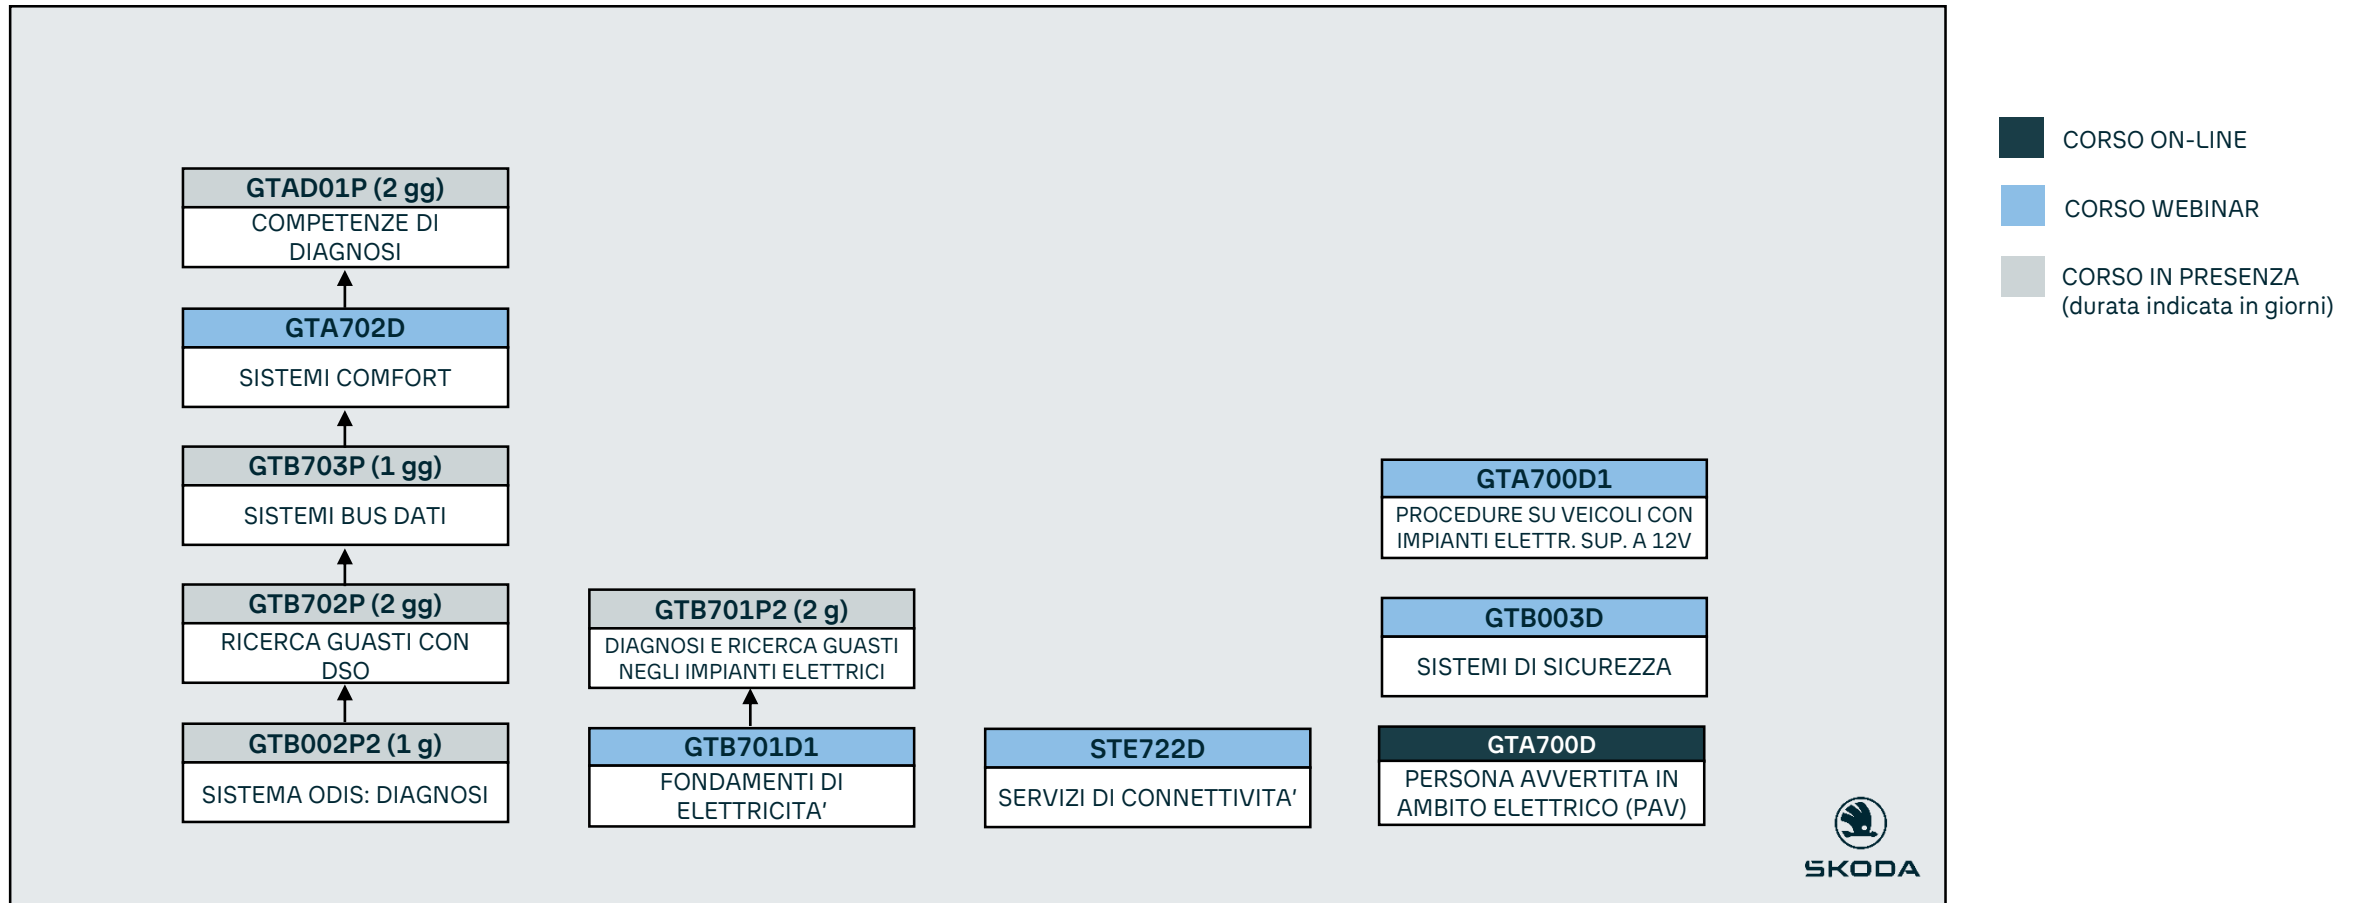 GTAD01P (2 gg)
COMPETENZE DI
DIAGNOSI
GTA702D
SISTEMI COMFORT
GTB703P (1 gg)
SISTEMI BUS DATI
GTB702P (2 gg)
RICERCA GUASTI CON
DSO
GTB002P2 (1 g)
SISTEMA ODIS: DIAGNOSI
GTB701P2 (2 g)
DIAGNOSI E RICERCA GUASTI
NEGLI IMPIANTI ELETTRICI
GTB701D1
FONDAMENTI DI
ELETTRICITA’
STE722D
SERVIZI DI CONNETTIVITA’
GTA700D1
PROCEDURE SU VEICOLI CON
IMPIANTI ELETTR. SUP. A 12V
GTB003D
SISTEMI DI SICUREZZA
GTA700D
PERSONA AVVERTITA IN
AMBITO ELETTRICO (PAV)
SKODA
CORSO ON-LINE
CORSO WEBINAR
CORSO IN PRESENZA
(durata indicata in giorni)